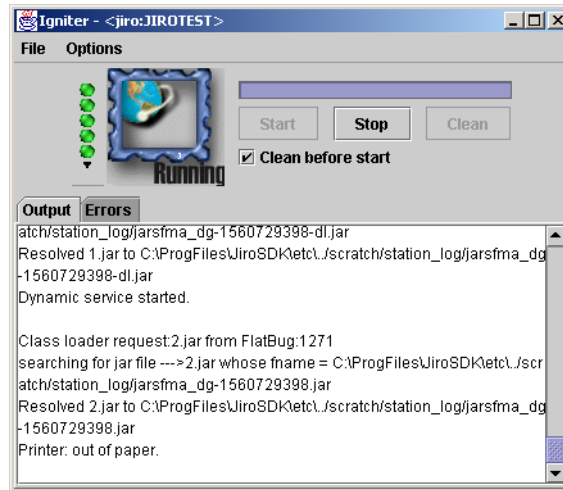 Igniter - <jiro:JIROTEST>
File Options
Running
Start Stop Clean
Clean before start
Output Errors
atch/station_log/jarsfma_dg-1560729398-dl.jar
Resolved 1.jar to C:\ProgFiles\JiroSDK\etc\../scratch/station_log/jarsfma_dg
-1560729398-dl.jar
Dynamic service started.
Class loader request:2.jar from FlatBug:1271
searching for jar file --->2.jar whose fname = C:\ProgFiles\JiroSDK\etc\../scr
atch/station_log/jarsfma_dg-1560729398.jar
Resolved 2.jar to C:\ProgFiles\JiroSDK\etc\../scratch/station_log/jarsfma_dg
-1560729398.jar
Printer: out of paper.